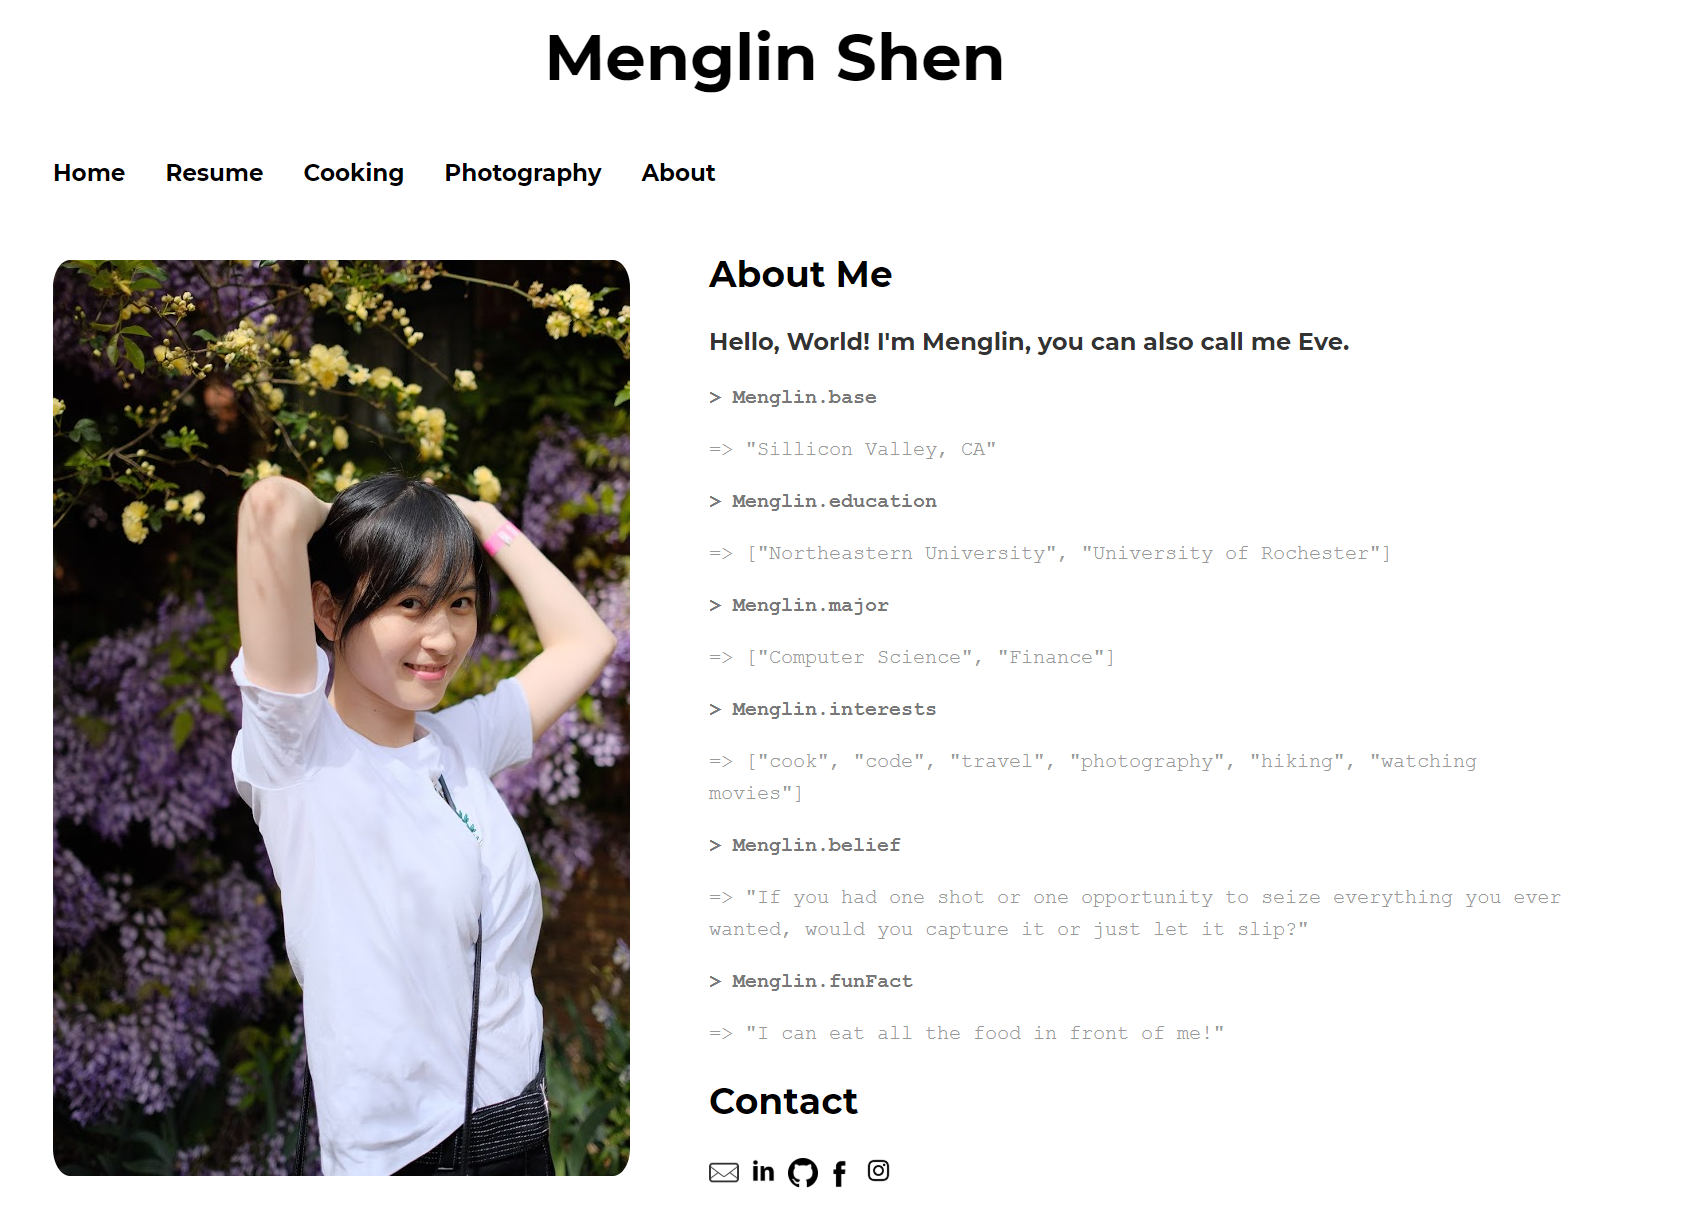 Menglin Shen
Home Resume Cooking Photography About
About Me
Hello, World! I'm Menglin, you can also call me Eve.
> Menglin.base
=> "Sillicon Valley, CA"
> Menglin.education
=> ["Northeastern University", "University of Rochester"]
> Menglin.major
=> ["Computer Science", "Finance"]
> Menglin.interests
=> ["cook", "code", "travel", "photography", "hiking", "watching
movies"]
> Menglin.belief
=> "If you had one shot or one opportunity to seize everything you ever
wanted, would you capture it or just let it slip?"
> Menglin.funFact
=> "I can eat all the food in front of me!"
Contact
in
f